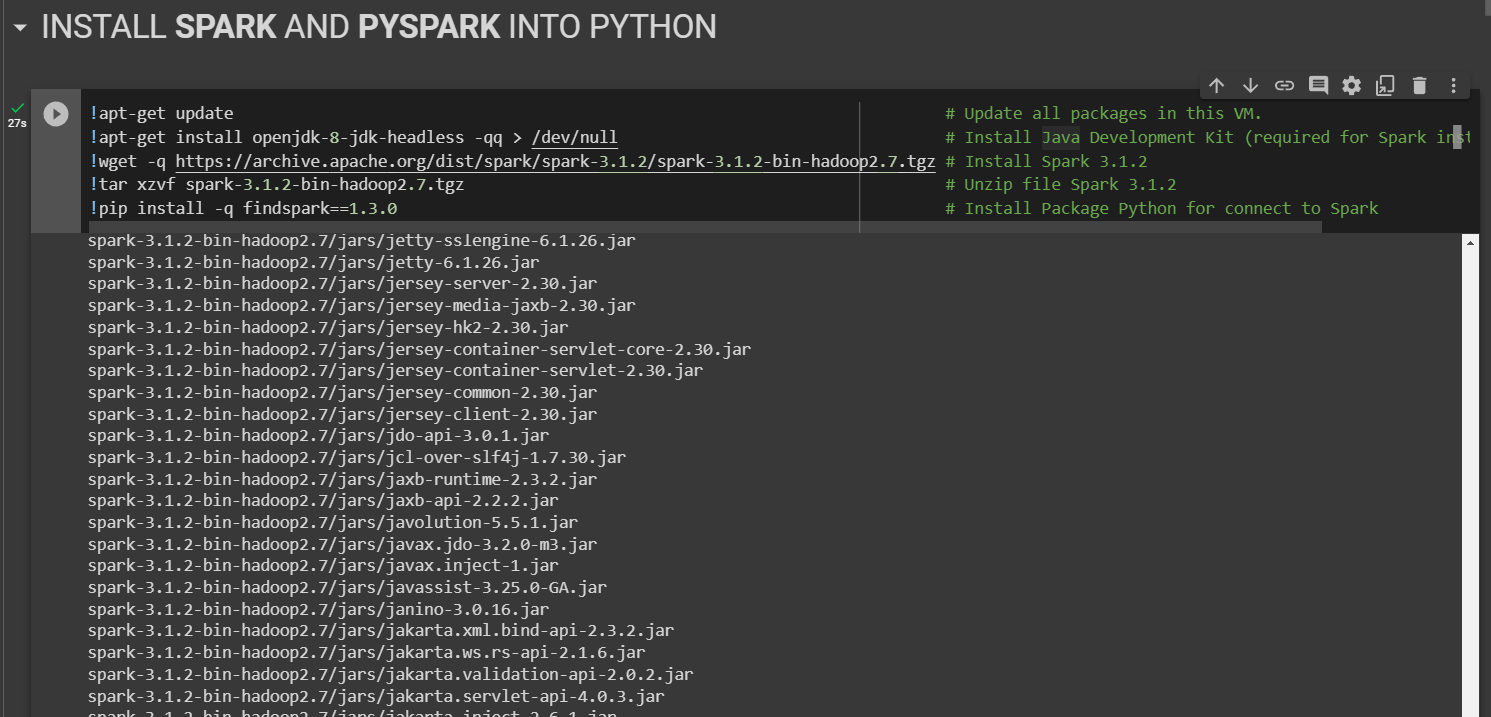 INSTALL SPARK AND PYSPARK INTO PYTHON
27s
!apt-get update # Update all packages in this VM.
!apt-get install openjdk-8-jdk-headless -qq > /dev/null # Install Java Development Kit (required for Spark inst
!wget -q https://archive.apache.org/dist/spark/spark-3.1.2/spark-3.1.2-bin-hadoop2.7.tgz # Install Spark 3.1.2
!tar xzvf spark-3.1.2-bin-hadoop2.7.tgz # Unzip file Spark 3.1.2
!pip install -q findspark==1.3.0 # Install Package Python for connect to Spark
spark-3.1.2-bin-hadoop2.7/jars/jetty-sslengine-6.1.26.jar
spark-3.1.2-bin-hadoop2.7/jars/jetty-6.1.26.jar
spark-3.1.2-bin-hadoop2.7/jars/jersey-server-2.30.jar
spark-3.1.2-bin-hadoop2.7/jars/jersey-media-jaxb-2.30.jar
spark-3.1.2-bin-hadoop2.7/jars/jersey-hk2-2.30.jar
spark-3.1.2-bin-hadoop2.7/jars/jersey-container-servlet-core-2.30.jar
spark-3.1.2-bin-hadoop2.7/jars/jersey-container-servlet-2.30.jar
spark-3.1.2-bin-hadoop2.7/jars/jersey-common-2.30.jar
spark-3.1.2-bin-hadoop2.7/jars/jersey-client-2.30.jar
spark-3.1.2-bin-hadoop2.7/jars/jdo-api-3.0.1.jar
spark-3.1.2-bin-hadoop2.7/jars/jcl-over-slf4j-1.7.30.jar
spark-3.1.2-bin-hadoop2.7/jars/jaxb-runtime-2.3.2.jar
spark-3.1.2-bin-hadoop2.7/jars/jaxb-api-2.2.2.jar
spark-3.1.2-bin-hadoop2.7/jars/javolution-5.5.1.jar
spark-3.1.2-bin-hadoop2.7/jars/javax.jdo-3.2.0-m3.jar
spark-3.1.2-bin-hadoop2.7/jars/javax.inject-1.jar
spark-3.1.2-bin-hadoop2.7/jars/javassist-3.25.0-GA.jar
spark-3.1.2-bin-hadoop2.7/jars/janino-3.0.16.jar
spark-3.1.2-bin-hadoop2.7/jars/jakarta.xml.bind-api-2.3.2.jar
spark-3.1.2-bin-hadoop2.7/jars/jakarta.ws.rs-api-2.1.6.jar
spark-3.1.2-bin-hadoop2.7/jars/jakarta.validation-api-2.0.2.jar
spark-3.1.2-bin-hadoop2.7/jars/jakarta.servlet-api-4.0.3.jar
spark-3.1.2-bin-hadoop2.7/jars/jakarta.inject-2.6.1.jar